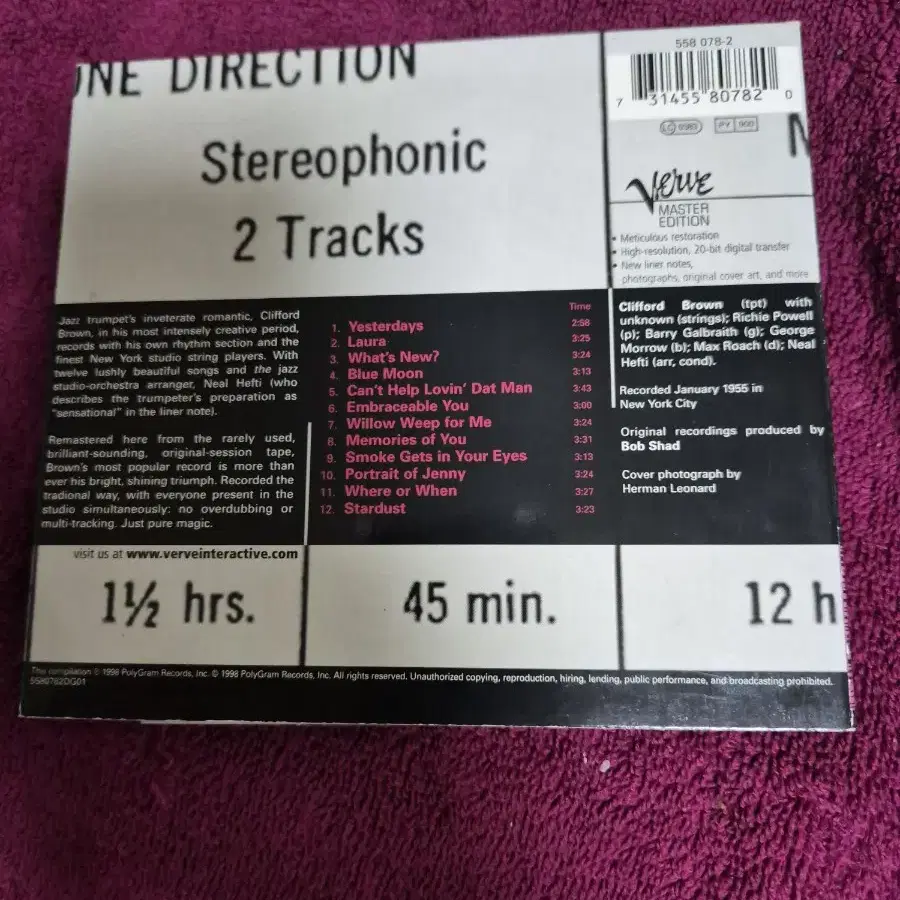 NE DIRECTION
Stereophonic
2 Tracks
558 078-2
7 31455 80782 0
LC 0383 PY 900
Verve
MASTER
EDITION
• Meticulous restoration
• High-resolution, 20-bit digital transfer
• New liner notes,
photographs, original cover art, and more
Jazz trumpet's inveterate romantic, Clifford
Brown, in his most intensely creative period,
records with his own rhythm section and the
finest New York studio string players. With
twelve lushly beautiful songs and the jazz
studio-orchestra arranger, Neal Hefti (who
describes the trumpeter's preparation as
"sensational" in the liner note).
Remastered here from the rarely used,
brilliant-sounding, original-session tape,
Brown's most popular record is more than
ever his bright, shining triumph. Recorded the
tradional way, with everyone present in the
studio simultaneously: no overdubbing or
multi-tracking. Just pure magic.
visit us at www.verveinteractive.com
Time
1. Yesterdays 2:58
2. Laura 3:25
3. What's New? 3:24
4. Blue Moon 3:13
5. Can't Help Lovin' Dat Man 3:43
6. Embraceable You 3:00
7. Willow Weep for Me 3:24
8. Memories of You 3:31
9. Smoke Gets in Your Eyes 3:13
10. Portrait of Jenny 3:24
11. Where or When 3:27
12. Stardust 3:23
Clifford Brown (tpt) with
unknown (strings); Richie Powell
(p); Barry Galbraith (g); George
Morrow (b); Max Roach (d); Neal
Hefti (arr, cond).
Recorded January 1955 in
New York City
Original recordings produced by
Bob Shad
Cover photograph by
Herman Leonard
1½ hrs.
45 min.
12 h
This compilation ℗ 1998 PolyGram Records, Inc. © 1998 PolyGram Records, Inc. All rights reserved. Unauthorized copying, reproduction, hiring, lending, public performance, and broadcasting prohibited.
5580782DG01